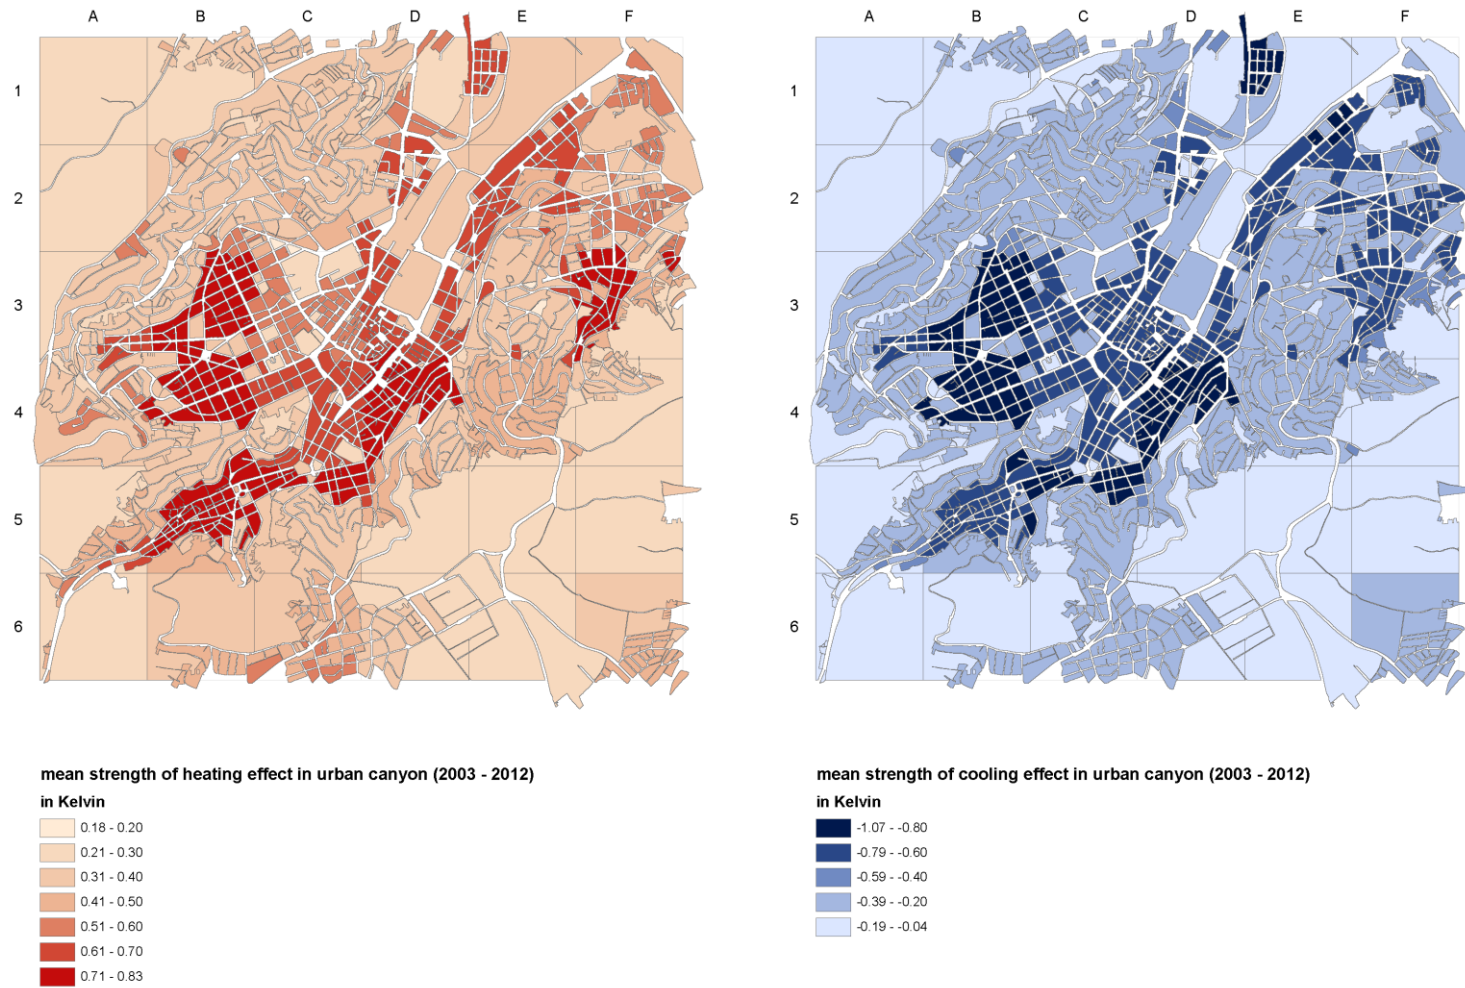 A B C D E F
A B C D E F
1
1
2
2
3
3
4
4
5
5
6
6
mean strength of heating effect in urban canyon (2003 - 2012)
in Kelvin
0.18 - 0.20
0.21 - 0.30
0.31 - 0.40
0.41 - 0.50
0.51 - 0.60
0.61 - 0.70
0.71 - 0.83
mean strength of cooling effect in urban canyon (2003 - 2012)
in Kelvin
-1.07 - -0.80
-0.79 - -0.60
-0.59 - -0.40
-0.39 - -0.20
-0.19 - -0.04